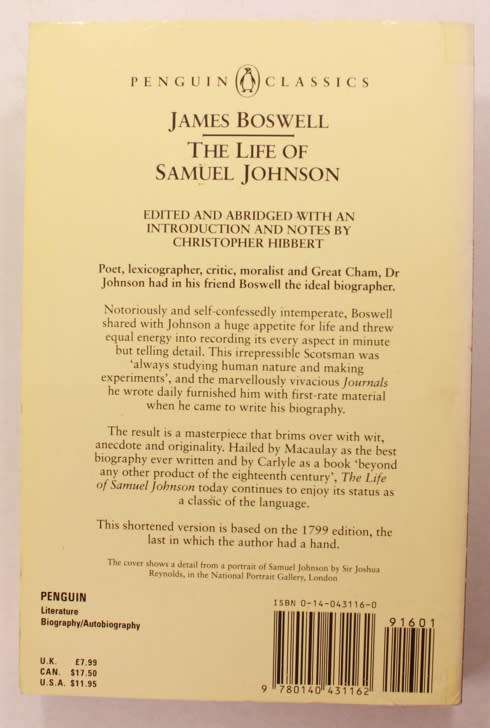 PENGUIN CLASSICS
JAMES BOSWELL
THE LIFE OF
SAMUEL JOHNSON
EDITED AND ABRIDGED WITH AN
INTRODUCTION AND NOTES BY
CHRISTOPHER HIBBERT
Poet, lexicographer, critic, moralist and Great Cham, Dr
Johnson had in his friend Boswell the ideal biographer.
Notoriously and self-confessedly intemperate, Boswell
shared with Johnson a huge appetite for life and threw
equal energy into recording its every aspect in minute
but telling detail. This irrepressible Scotsman was
‘always studying human nature and making
experiments’, and the marvellously vivacious Journals
he wrote daily furnished him with first-rate material
when he came to write his biography.
The result is a masterpiece that brims over with wit,
anecdote and originality. Hailed by Macaulay as the best
biography ever written and by Carlyle as a book ‘beyond
any other product of the eighteenth century’, The Life
of Samuel Johnson today continues to enjoy its status as
a classic of the language.
This shortened version is based on the 1799 edition, the
last in which the author had a hand.
The cover shows a detail from a portrait of Samuel Johnson by Sir Joshua
Reynolds, in the National Portrait Gallery, London
PENGUIN
Literature
Biography/Autobiography
U.K. £7.99
CAN. $17.50
U.S.A. $11.95
ISBN 0-14-043116-0
91601
9 780140 431162